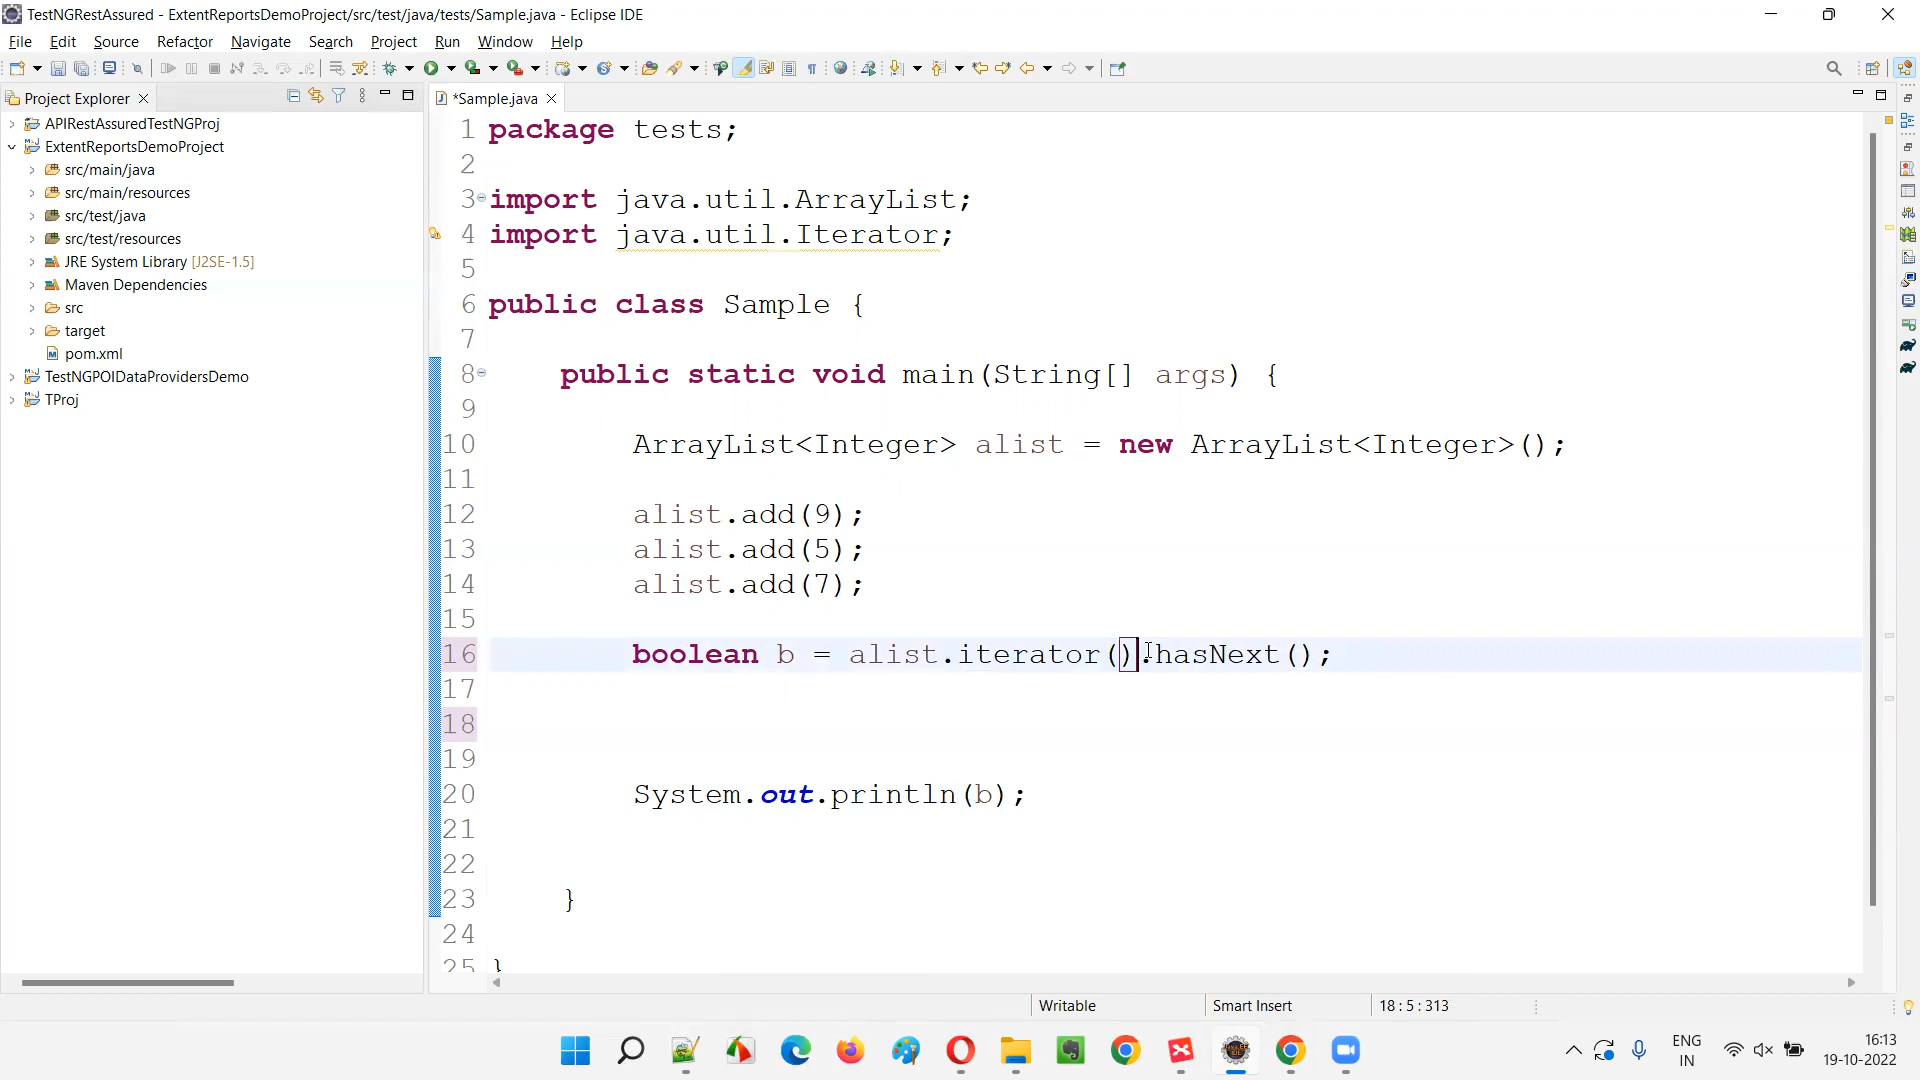 TestNGRestAssured - ExtentReportsDemoProject/src/test/java/tests/Sample.java - Eclipse IDE
File Edit Source Refactor Navigate Search Project Run Window Help
Project Explorer
*Sample.java
APIRestAssuredTestNGProj
ExtentReportsDemoProject
src/main/java
src/main/resources
src/test/java
src/test/resources
JRE System Library [J2SE-1.5]
Maven Dependencies
src
target
pom.xml
TestNGPOIDataProvidersDemo
TProj
1 package tests;
2
3 import java.util.ArrayList;
4 import java.util.Iterator;
5
6 public class Sample {
7
8 public static void main(String[] args) {
9
10 ArrayList<Integer> alist = new ArrayList<Integer>();
11
12 alist.add(9);
13 alist.add(5);
14 alist.add(7);
15
16 boolean b = alist.iterator().hasNext();
17
18
19
20 System.out.println(b);
21
22
23 }
24
25 }
Writable Smart Insert 18 : 5 : 313
ENG
IN
16:13
19-10-2022